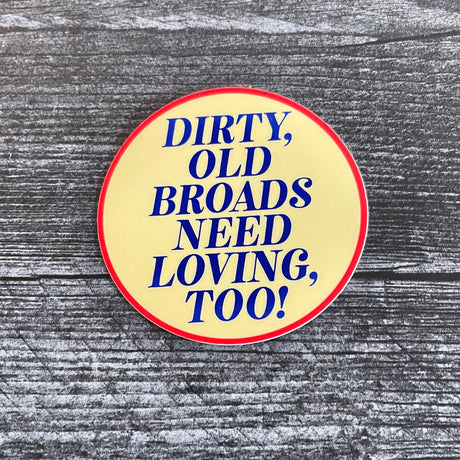 DIRTY,
OLD
BROADS
NEED
LOVING,
TOO!